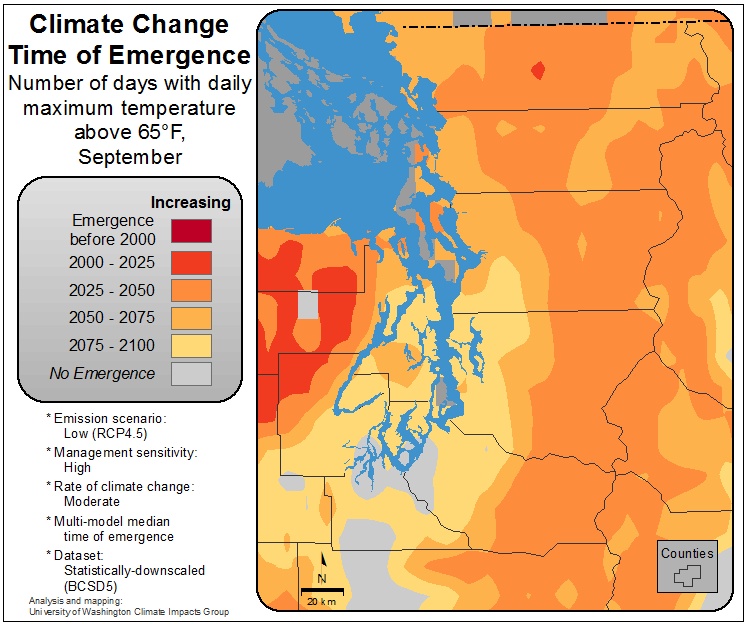 Climate Change
Time of Emergence
Number of days with daily
maximum temperature
above 65°F,
September
Increasing
Emergence
before 2000
2000 - 2025
2025 - 2050
2050 - 2075
2075 - 2100
No Emergence
* Emission scenario:
Low (RCP4.5)
* Management sensitivity:
High
* Rate of climate change:
Moderate
* Multi-model median
time of emergence
* Dataset:
Statistically-downscaled
(BCSD5)
Analysis and mapping:
University of Washington Climate Impacts Group
N
20 km
Counties